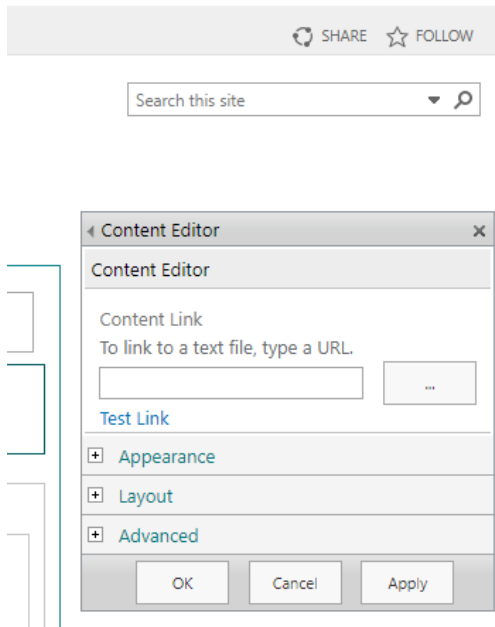 SHARE FOLLOW
Search this site
Content Editor
Content Editor
Content Link
To link to a text file, type a URL.
...
Test Link
Appearance
Layout
Advanced
OK Cancel Apply